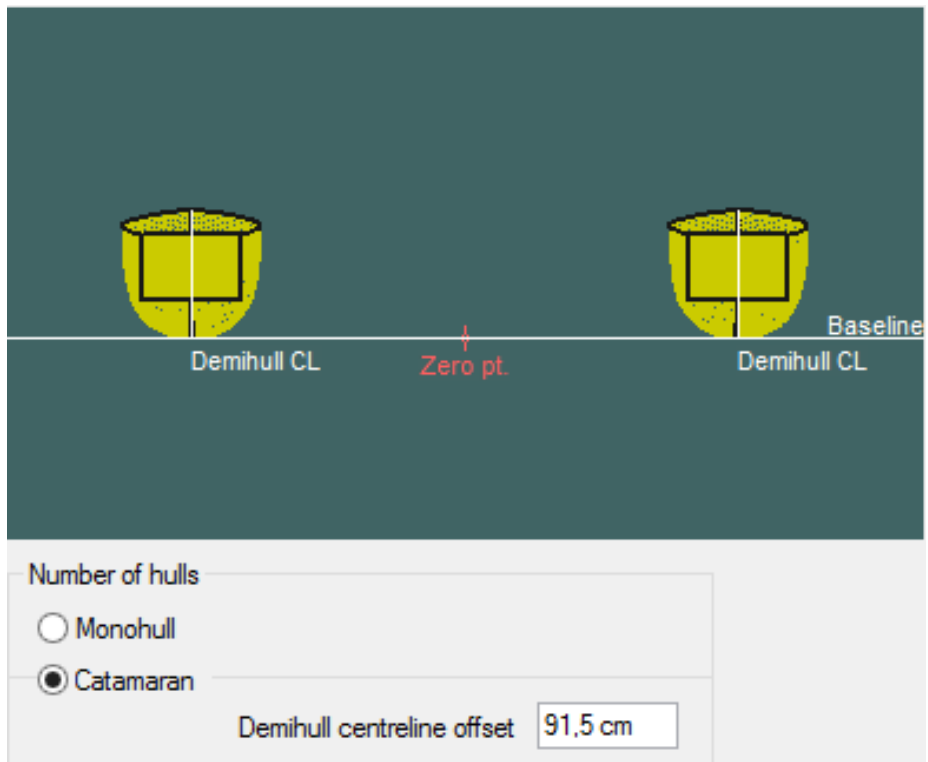 Baseline
Demihull CL
Zero pt.
Demihull CL
Number of hulls
Monohull
Catamaran
Demihull centreline offset 91,5 cm